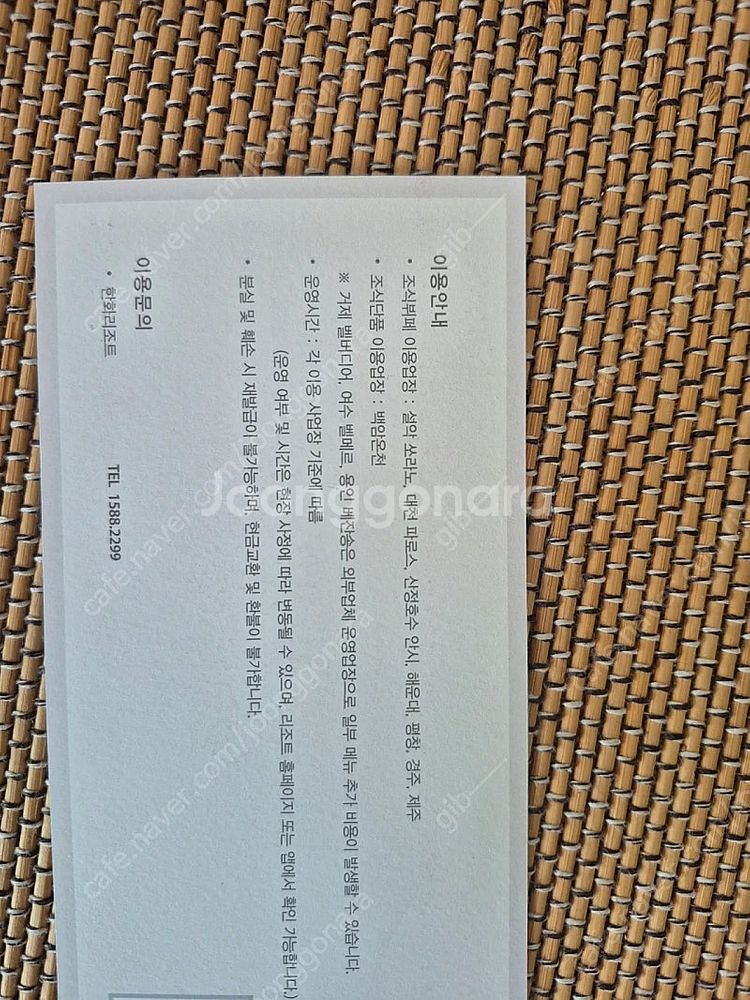 이용안내
• 조식부페 이용업장 : 설악 쏘라노, 대천 파로스, 산정호수 안시, 해운대, 평창, 경주, 제주
• 조식단품 이용업장 : 백암온천
※ 거제 벨버디어, 여수 벨메르, 용인 베잔송은 외부업체 운영업장으로 일부 메뉴 추가 비용이 발생할 수 있습니다.
• 운영시간 : 각 이용 사업장 기준에 따름
(운영 여부 및 시간은 현장 사정에 따라 변동될 수 있으며, 리조트 홈페이지 또는 앱에서 확인 가능합니다.)
• 분실 및 훼손 시 재발급이 불가능하며, 현금교환 및 환불이 불가합니다.
이용문의
• 한화리조트 TEL 1588.2299
Joonggonara
cafe.naver.com/joonggonara